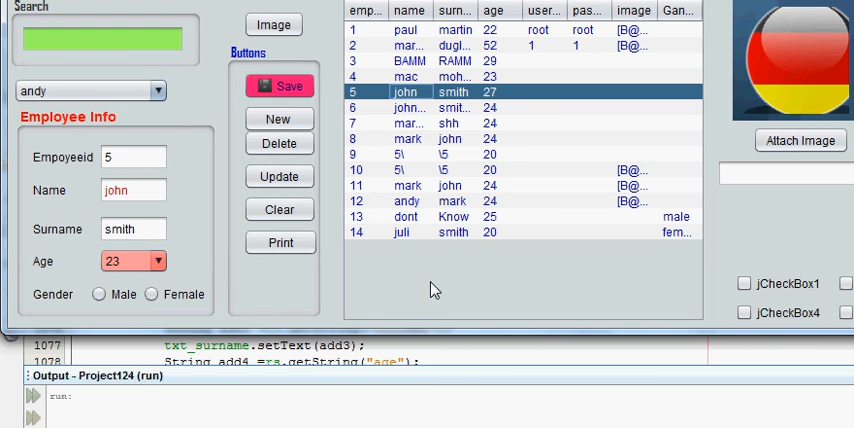 Search
andy
Employee Info
Empoyeeid 5
Name john
Surname smith
Age 23
Gender Male Female
Image
Buttons
Save
New
Delete
Update
Clear
Print
emp... name surn... age user... pas... image Gan...
1 paul martin 22 root root
2 mar... dugl... 52 1 1 [B@...
3 BAMM RAMM 29
4 mac moh... 23
5 john smith 27
6 john... smit... 24
7 mar... shh 24
8 mark john 24
9 5\ \5 20
10 5\ \5 20 [B@...
11 mark john 24 [B@...
12 andy mark 24 [B@...
13 dont Know 25 male
14 juli smith 20 fem...
Attach Image
jCheckBox1
jCheckBox4
1077 txt_surname.setText(add3);
1078 String add4 =rs.getString("age");
Output - Project124 (run)
run: